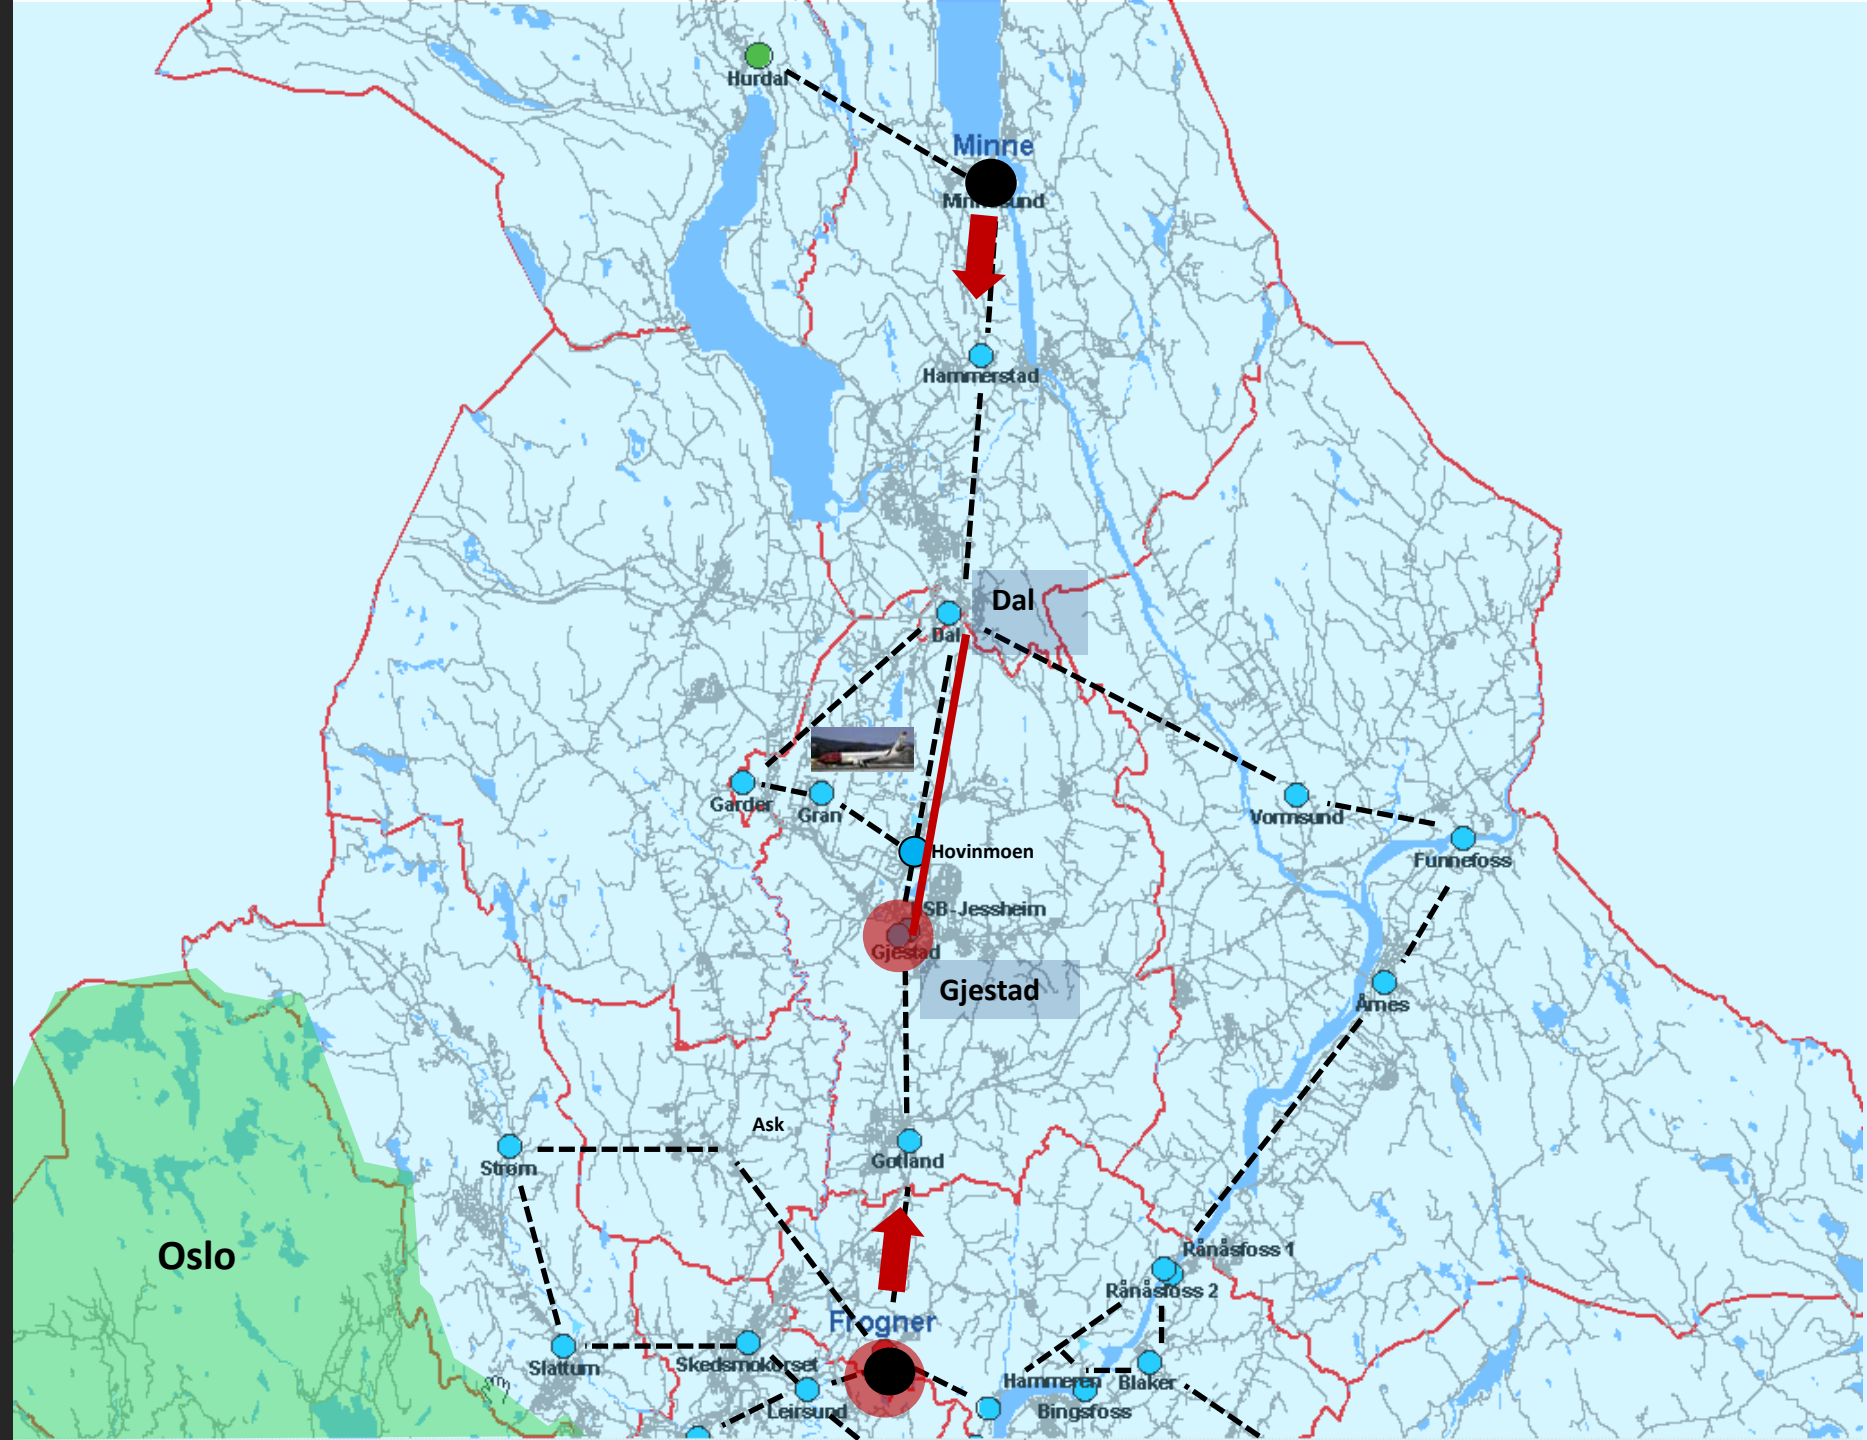 Hurdal
Minne
Minnesund
Hammerstad
Dal
Dal
Garder
Gran
Vormsund
Hovinmoen
Funnefoss
SB-Jessheim
Gjestad
Gjestad
Årnes
Ask
Strøm
Gotland
Oslo
Rånåsfoss 1
Rånåsfoss 2
Frogner
Slattum
Skedsmokorset
Hammeren
Blaker
Leirsund
Bingsfoss